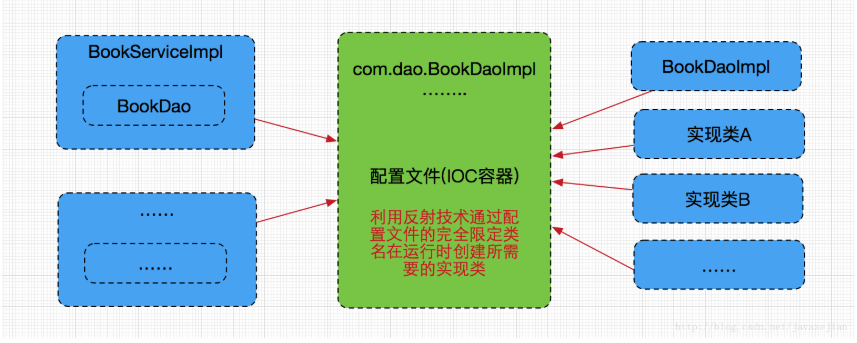 BookServiceImpl
BookDao
……
……
com.dao.BookDaoImpl
……..
配置文件(IOC容器)
利用反射技术通过配
置文件的完全限定类
名在运行时创建所需
要的实现类
BookDaoImpl
实现类A
实现类B
……
http://blog.csdn.net/javazejian